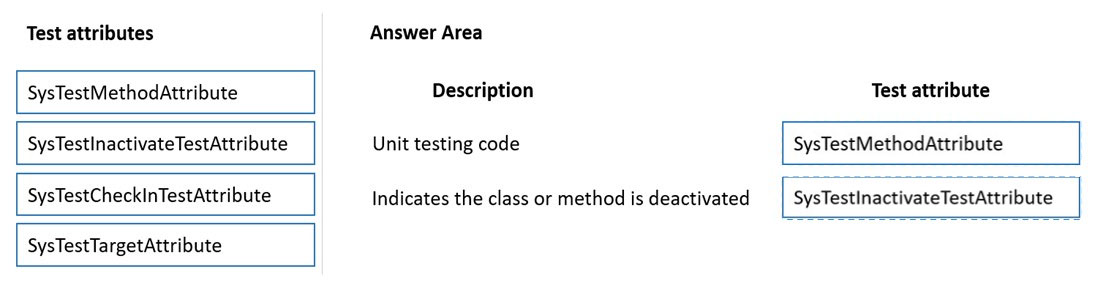 Test attributes
SysTestMethodAttribute
SysTestInactivateTestAttribute
SysTestCheckInTestAttribute
SysTestTargetAttribute
Answer Area
Description
Test attribute
Unit testing code
SysTestMethodAttribute
Indicates the class or method is deactivated
SysTestInactivateTestAttribute